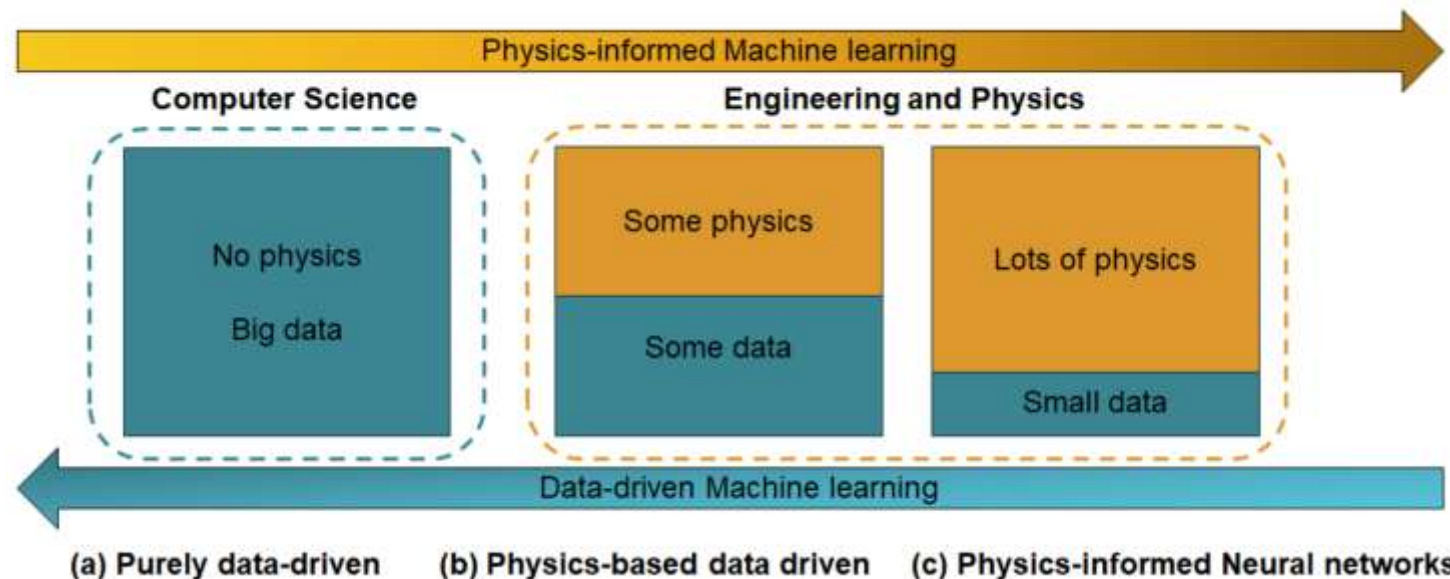 Physics-informed Machine learning
Computer Science
Engineering and Physics
No physics
Big data
Some physics
Some data
Lots of physics
Small data
Data-driven Machine learning
(a) Purely data-driven
(b) Physics-based data driven
(c) Physics-informed Neural networks